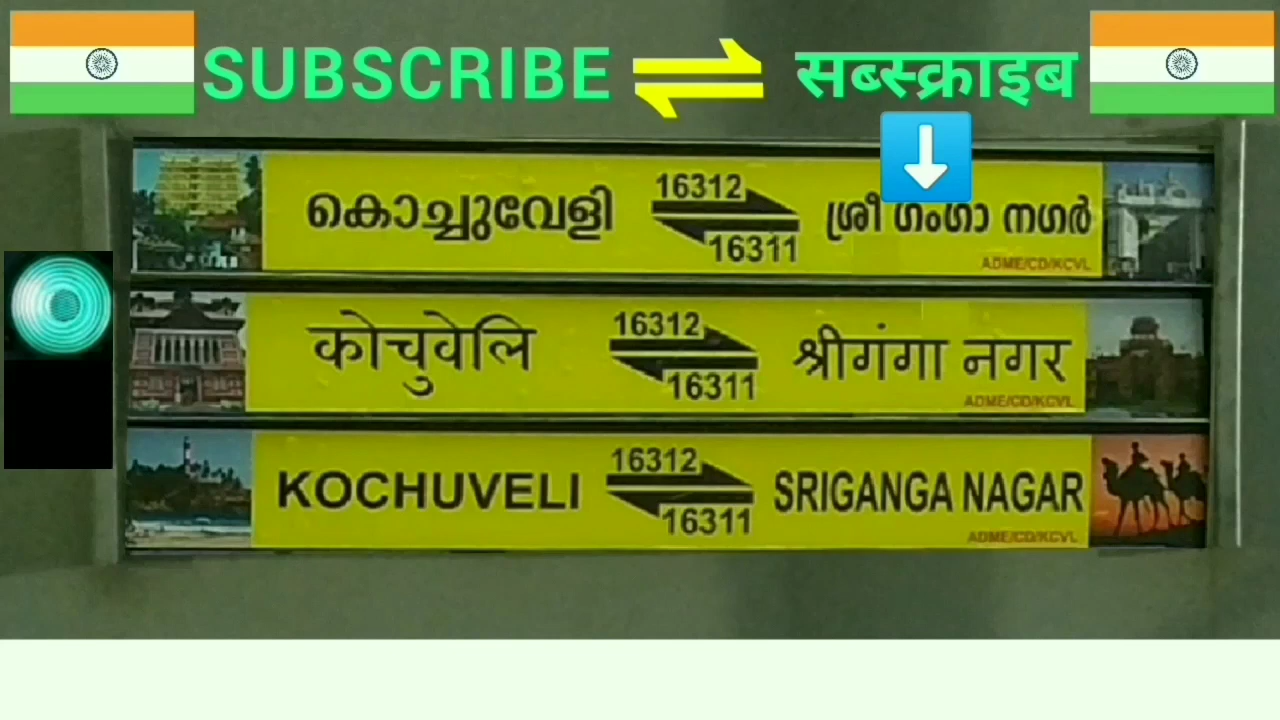 SUBSCRIBE सब्स्क्राइब
കൊച്ചുവേളി 16312 16311 ശ്രീ ഗംഗാ നഗർ
ADME/CD/KCVL
कोचुवेलि 16312 16311 श्रीगंगा नगर
ADME/CD/KCVL
KOCHUVELI 16312 16311 SRIGANGA NAGAR
ADME/CD/KCVL